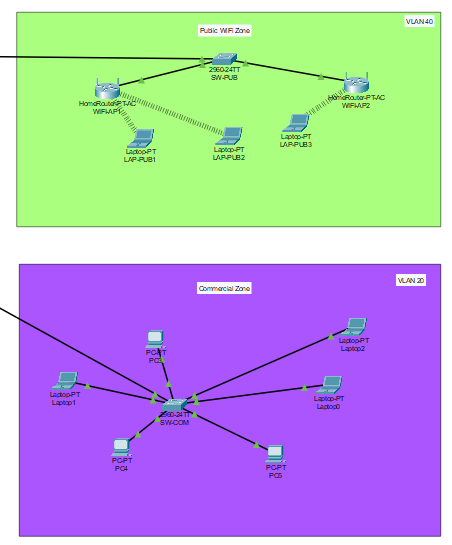 VLAN 40
Public WiFi Zone
2960-24TT
SW-PUB
HomeRouter-PT-AC
WIFI-AP1
HomeRouter-PT-AC
WIFI-AP2
Laptop-PT
LAP-PUB1
Laptop-PT
LAP-PUB2
Laptop-PT
LAP-PUB3
VLAN 20
Commercial Zone
Laptop-PT
Laptop2
PC-PT
Laptop-PT
Laptop1
Laptop-PT
Laptop0
2960-24TT
SW-COM
PC-PT
PC4
PC-PT
PC5